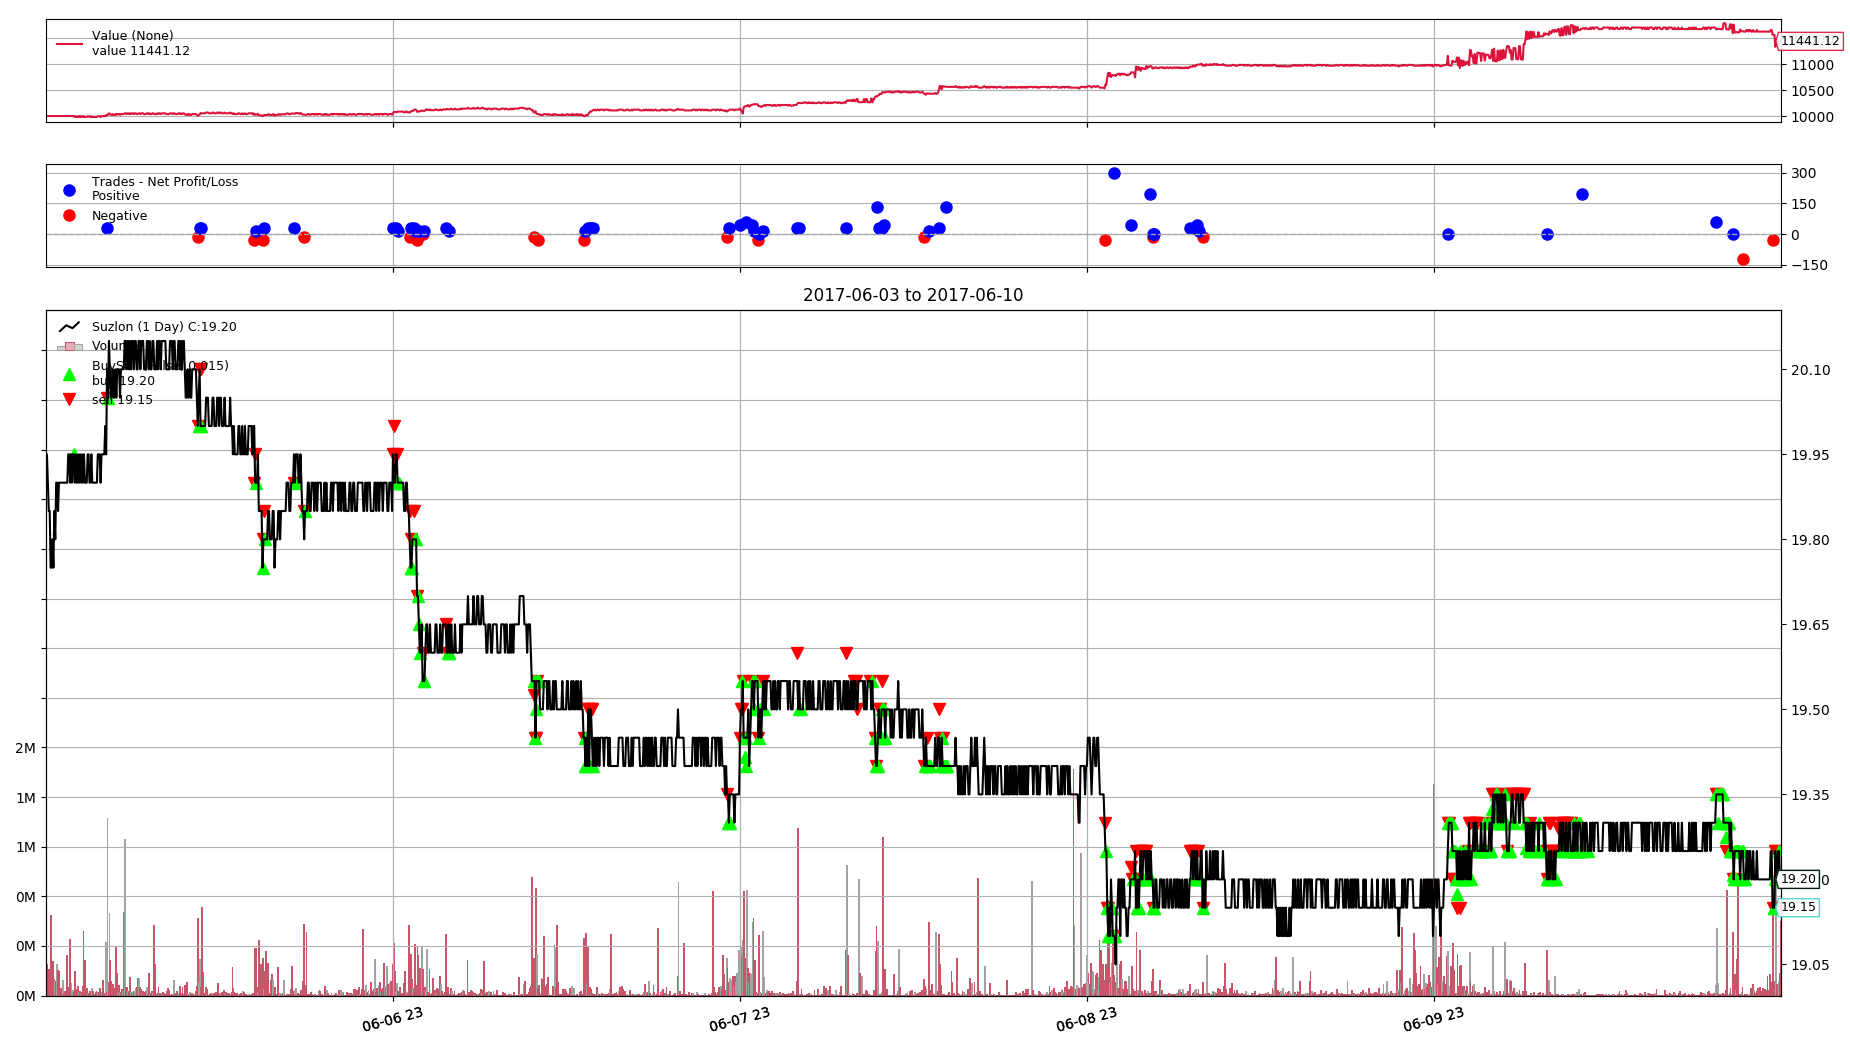 Value (None)
value 11441.12
11441.12
11000
10500
10000
Trades - Net Profit/Loss
Positive
Negative
300
150
0
−150
2017-06-03 to 2017-06-10
Suzlon (1 Day) C:19.20
19.20
sell 19.15
20.10
19.95
19.80
19.65
19.50
19.35
19.20
0
19.15
19.05
2M
1M
1M
0M
0M
0M
06-06 23
06-07 23
06-08 23
06-09 23